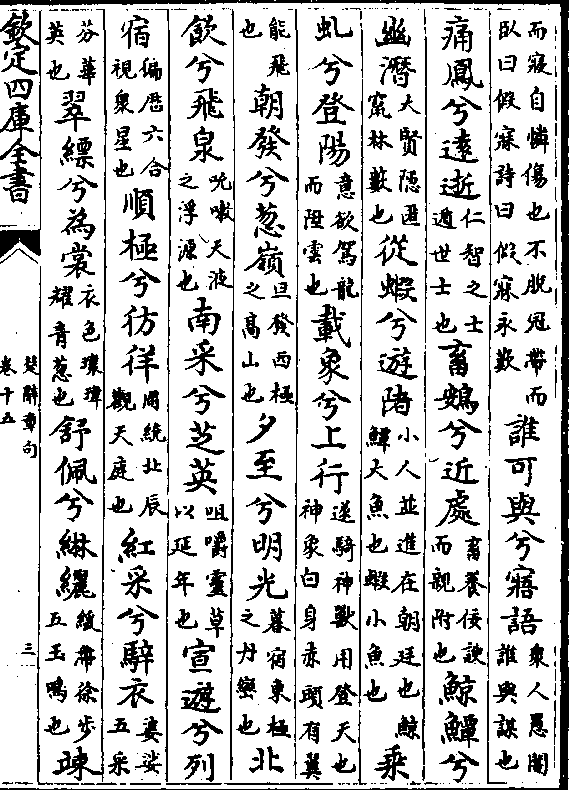 而寢自憐傷也不脫冠帶而臥曰假寐詩曰假寐永歎誰可與兮寤語衆人愚闇誰與謀也
痛鳳兮遠逝仁智之士遁世士也畜鴳兮近處畜養佞諛而親附也鯨鱏兮
幽潛大賢隱匿竄林藪也從蝦兮遊陼小人並進在朝廷也鯨鱏大魚也蝦小魚也乘
虬兮登陽意欲駕龍而陞雲也載象兮上行遂騎神獸用登天也神象白身赤頭有翼
能飛也朝發兮葱嶺旦發西極之高山也夕至兮明光暮宿東極之丹巒也北
飲兮飛泉吮嗽天液之浮源也南采兮芝英咀嚼靈草以延年也宣遊兮列
宿徧厯六合視衆星也順極兮彷徉周繞北辰觀天庭也紅采兮騂衣婆娑五采
芬華英也翠縹兮為裳衣色瓌瑋耀青葱也舒佩兮綝纚緩帶徐步五玉鳴也竦
欽定四庫全書
楚辭章句
卷十五
三